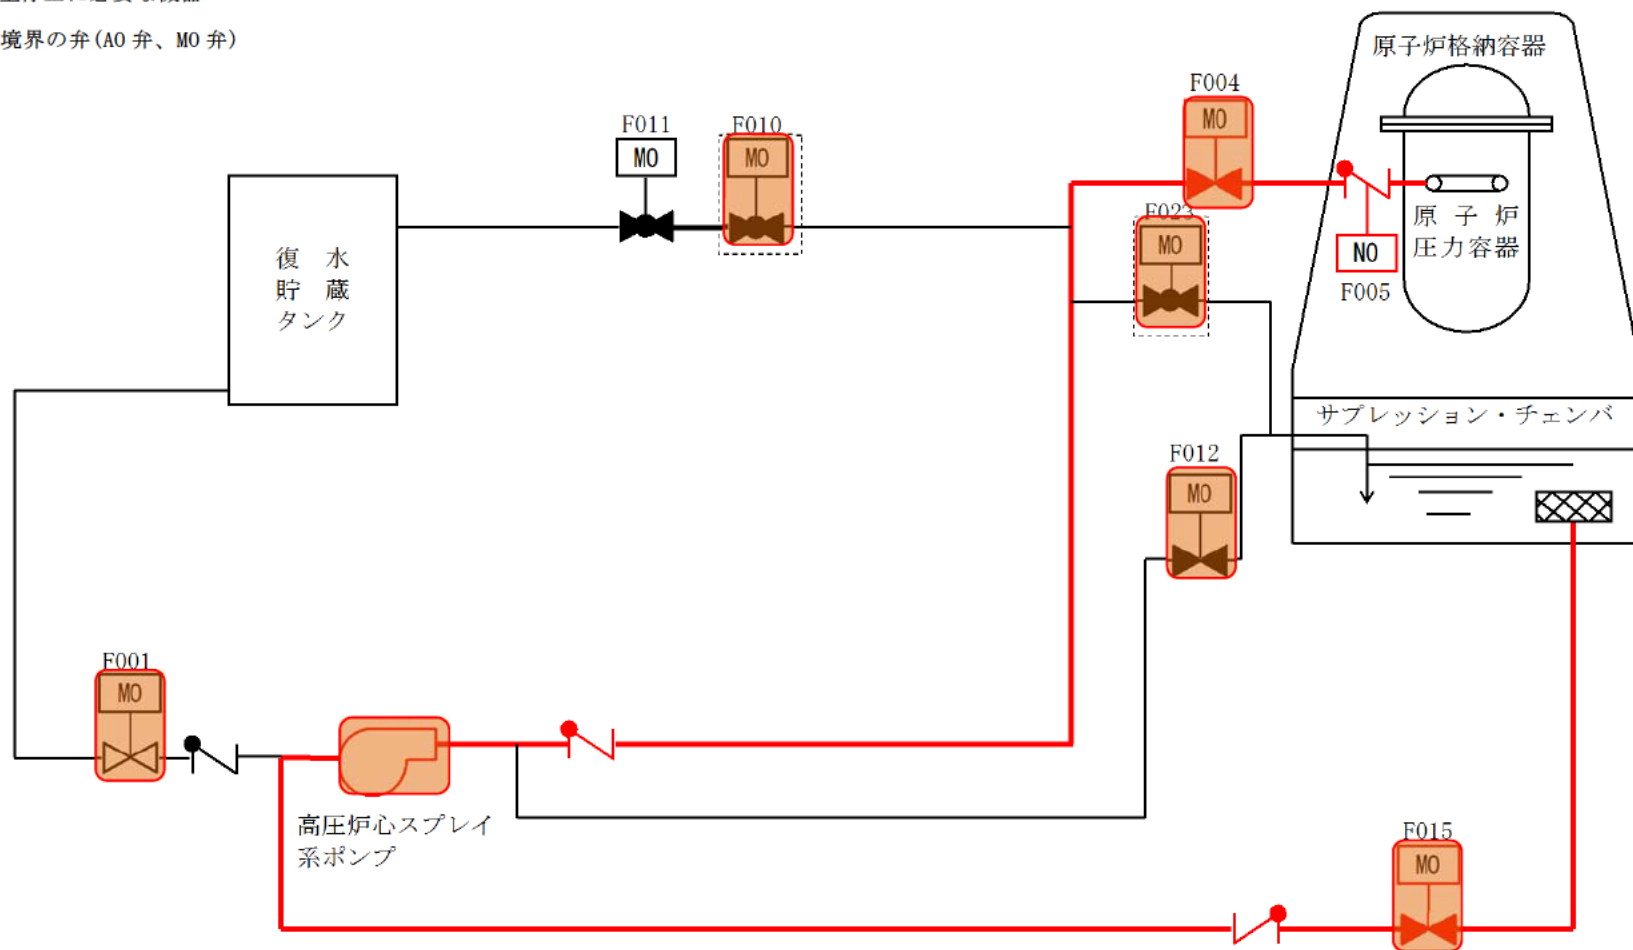 境界の弁(AO 弁、MO 弁)
原子炉格納容器
F004
MO
F011
MO
F010
MO
F023
MO
原 子 炉
圧力容器
NO
F005
復 水
貯 蔵
タンク
サプレッション・チェンバ
F012
MO
F001
MO
高圧炉心スプレイ
系ポンプ
F015
MO